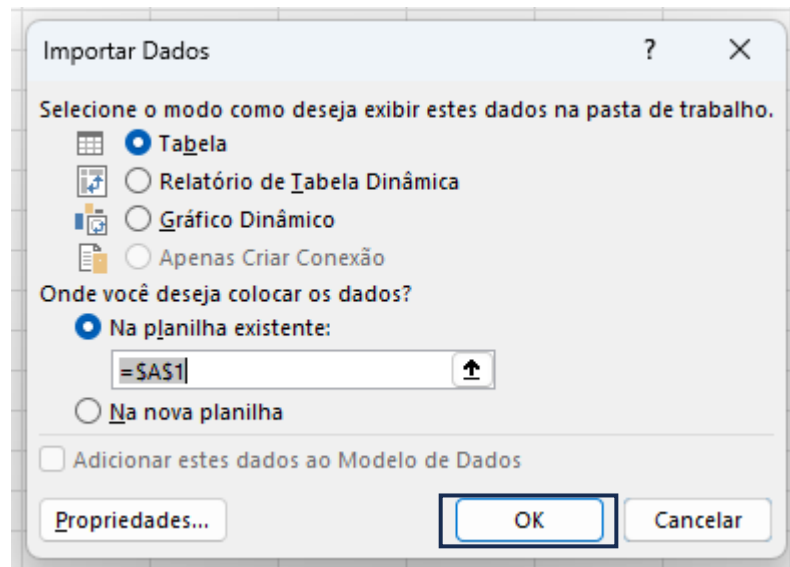 Importar Dados ? ×
Selecione o modo como deseja exibir estes dados na pasta de trabalho.
Tabela
Relatório de Tabela Dinâmica
Gráfico Dinâmico
Apenas Criar Conexão
Onde você deseja colocar os dados?
Na planilha existente:
=$A$1
Na nova planilha
Adicionar estes dados ao Modelo de Dados
Propriedades... OK Cancelar